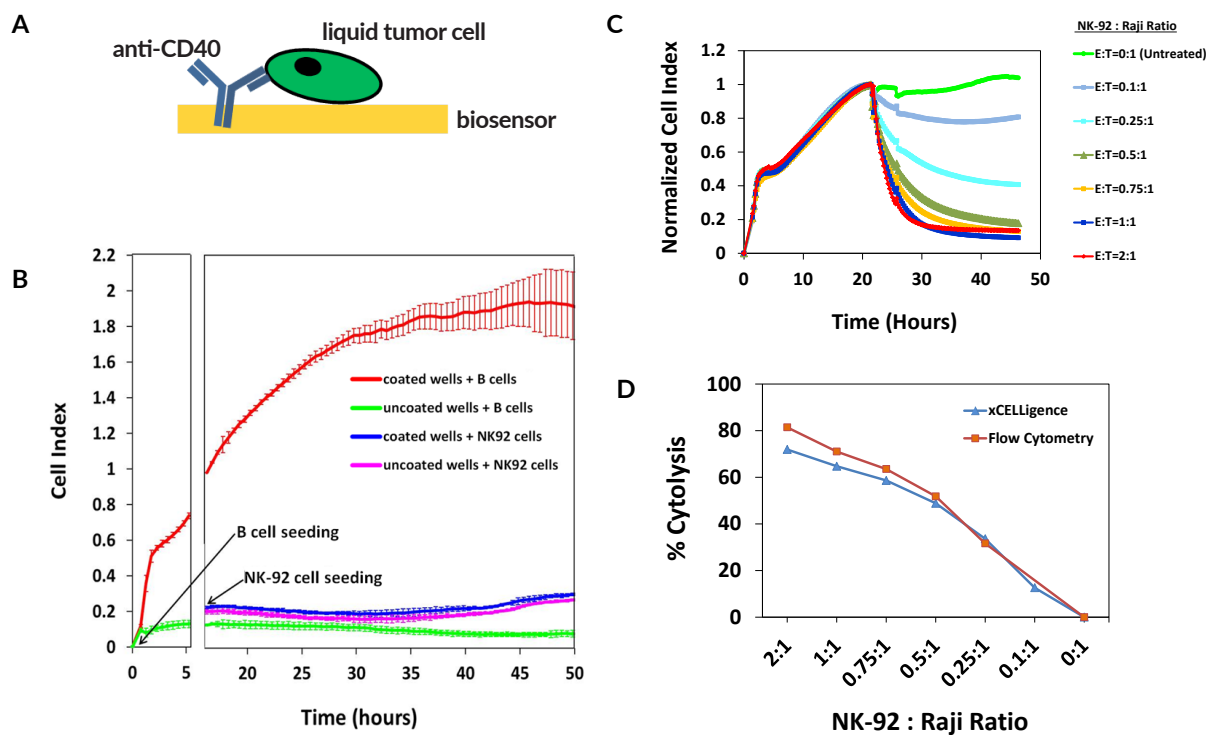 A
anti-CD40
liquid tumor cell
biosensor
B
Cell Index
2.2
2
1.8
1.6
1.4
1.2
1
0.8
0.6
0.4
0.2
0
coated wells + B cells
uncoated wells + B cells
coated wells + NK92 cells
uncoated wells + NK92 cells
B cell seeding
NK-92 cell seeding
0 5 20 25 30 35 40 45 50
Time (hours)
C
Normalized Cell Index
1.2
1
0.8
0.6
0.4
0.2
0
0 10 20 30 40 50
Time (Hours)
NK-92 : Raji Ratio
E:T=0:1 (Untreated)
E:T=0.1:1
E:T=0.25:1
E:T=0.5:1
E:T=0.75:1
E:T=1:1
E:T=2:1
D
% Cytolysis
100
80
60
40
20
0
xCELLigence
Flow Cytometry
2:1 1:1 0.75:1 0.5:1 0.25:1 0.1:1 0:1
NK-92 : Raji Ratio